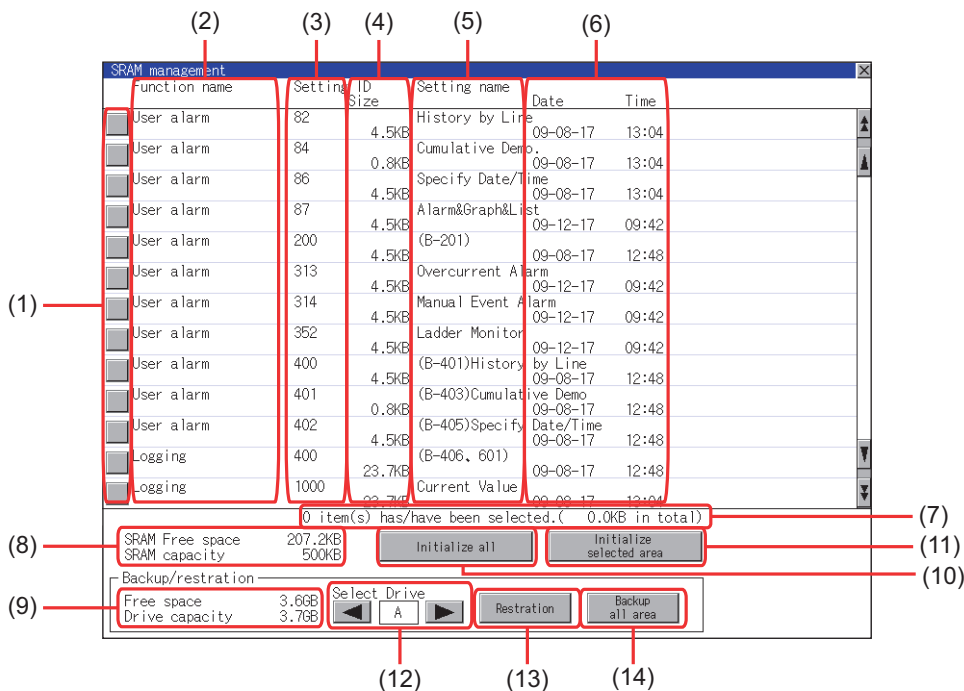 (2) (3) (4) (5) (6)
SRAM management
Function name Setting ID Size Setting name Date Time
User alarm 82 History by Line
4.5KB 09-08-17 13:04
User alarm 84 Cumulative Demo.
0.8KB 09-08-17 13:04
User alarm 86 Specify Date/Time
4.5KB 09-08-17 13:04
User alarm 87 Alarm&Graph&List
4.5KB 09-12-17 09:42
User alarm 200 (B-201)
4.5KB 09-08-17 12:48
User alarm 313 Overcurrent Alarm
4.5KB 09-12-17 09:42
(1)
User alarm 314 Manual Event Alarm
4.5KB 09-12-17 09:42
User alarm 352 Ladder Monitor
4.5KB 09-12-17 09:42
User alarm 400 (B-401)History by Line
4.5KB 09-08-17 12:48
User alarm 401 (B-403)Cumulative Demo
0.8KB 09-08-17 12:48
User alarm 402 (B-405)Specify Date/Time
4.5KB 09-08-17 12:48
Logging 400 (B-406、601)
23.7KB 09-08-17 12:48
Logging 1000 Current Value
23.7KB 09-08-17 13:04
0 item(s) has/have been selected.( 0.0KB in total) (7)
(8) SRAM Free space 207.2KB
SRAM capacity 500KB
Initialize all
Initialize
selected area
(11)
(10)
Backup/restration
(9) Free space 3.6GB
Drive capacity 3.7GB
Select Drive
A
Restration
Backup
all area
(12) (13) (14)